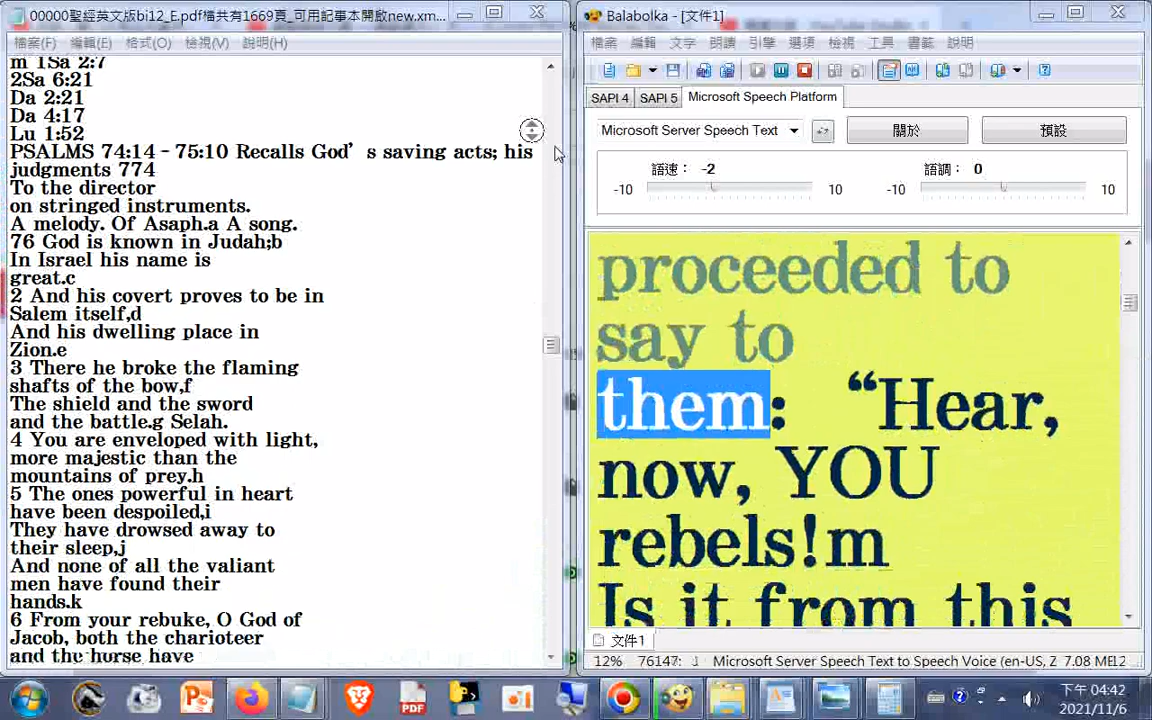 00000聖經英文版bi12_E.pdf檔共有1669頁_可用記事本開啟new.xm...
檔案(F) 編輯(E) 格式(O) 檢視(V) 說明(H)
m 1Sa 2:7
2Sa 6:21
Da 2:21
Da 4:17
Lu 1:52
PSALMS 74:14–75:10 Recalls God’s saving acts; his
judgments 774
To the director
on stringed instruments.
A melody. Of Asaph.a A song.
76 God is known in Judah;b
In Israel his name is
great.c
2 And his covert proves to be in
Salem itself,d
And his dwelling place in
Zion.e
3 There he broke the flaming
shafts of the bow,f
The shield and the sword
and the battle.g Selah.
4 You are enveloped with light,
more majestic than the
mountains of prey.h
5 The ones powerful in heart
have been despoiled,i
They have drowsed away to
their sleep,j
And none of all the valiant
men have found their
hands.k
6 From your rebuke, O God of
Jacob, both the charioteer
and the horse have
Balabolka - [文件1]
檔案 編輯 文字 朗讀 引擎 選項 檢視 工具 書籤 說明
SAPI 4 SAPI 5 Microsoft Speech Platform
Microsoft Server Speech Text 關於 預設
語速： -2 語調： 0
-10 10 -10 10
proceeded to
say to
them: “Hear,
now, YOU
rebels!m
Is it from this
文件1
12% 76147: 1 Microsoft Server Speech Text to Speech Voice (en-US, Z 7.08 ME12
下午 04:42
2021/11/6